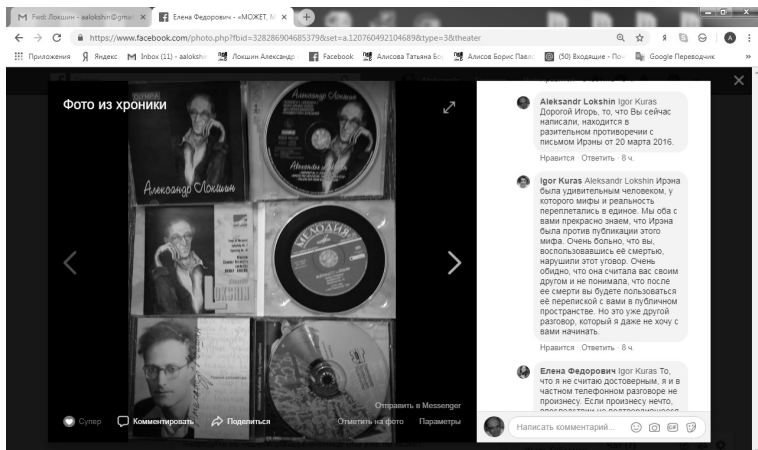 Fwd: Локшин - aalokshin@gmai
Елена Федорович - «МОЖЕТ, М
https://www.facebook.com/photo.php?fbid=328286904685379&set=a.120760492104689&type=3&theater
Приложения
Яндекс
Inbox (11) - aalokshin
Локшин Александр
Facebook
Алисова Татьяна Бо
Алисов Борис Павл
(50) Входящие - По
Google Переводчик
Фото из хроники
Александр Локшин
МЕЛОДИЯ
LOKSHIN
Отправить в Messenger
Супер
Комментировать
Поделиться
Отметить на фото
Параметры
Aleksandr Lokshin Igor Kuras
Дорогой Игорь, то, что Вы сейчас
написали, находится в
разительном противоречии с
письмом Ирэны от 20 марта 2016.
Нравится · Ответить · 8 ч.
Igor Kuras Aleksandr Lokshin Ирэна
была удивительным человеком, у
которого мифы и реальность
переплетались в единое. Мы оба с
вами прекрасно знаем, что Ирэна
была против публикации этого
мифа. Очень больно, что вы,
воспользовавшись её смертью,
нарушили этот уговор. Очень
обидно, что она считала вас своим
другом и не понимала, что после
ее смерти вы будете пользоваться
её перепиской с вами в публичном
пространстве. Но это уже другой
разговор, который я даже не хочу с
вами начинать.
Нравится · Ответить · 8 ч.
Елена Федорович Igor Kuras То,
что я не считаю достоверным, я и в
частном телефонном разговоре не
произнесу. Если произнесу нечто,
Написать комментарий...
GIF